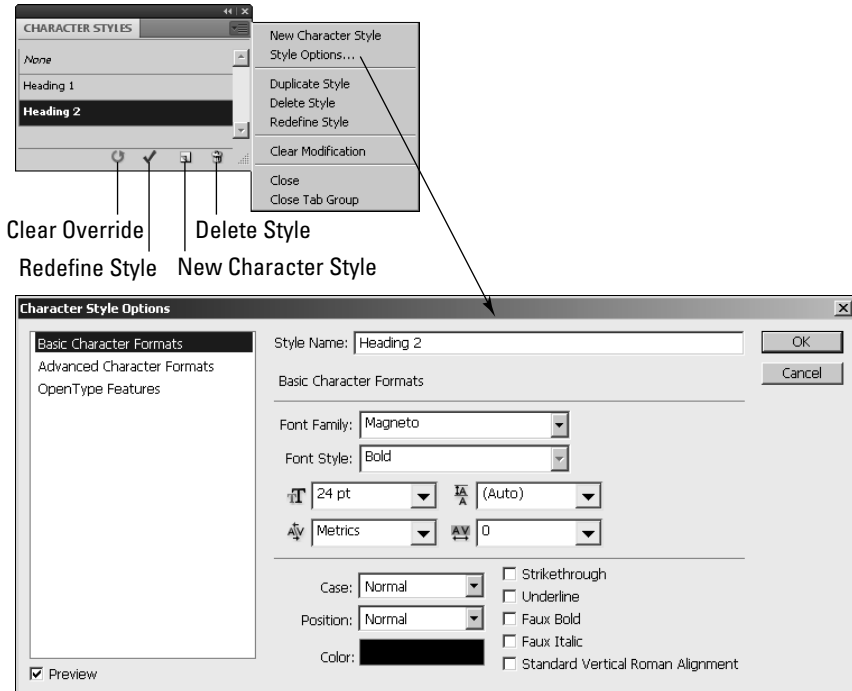 CHARACTER STYLES
None
Heading 1
Heading 2
New Character Style
Style Options...
Duplicate Style
Delete Style
Redefine Style
Clear Modification
Close
Close Tab Group
Clear Override
Delete Style
Redefine Style
New Character Style
Character Style Options
Basic Character Formats
Advanced Character Formats
OpenType Features
Style Name: Heading 2
OK
Cancel
Basic Character Formats
Font Family: Magneto
Font Style: Bold
24 pt
(Auto)
Metrics
0
Case: Normal
Position: Normal
Color:
Strikethrough
Underline
Faux Bold
Faux Italic
Standard Vertical Roman Alignment
Preview